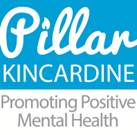 Pillar
KINCARDINE
Promoting Positive
Mental Health